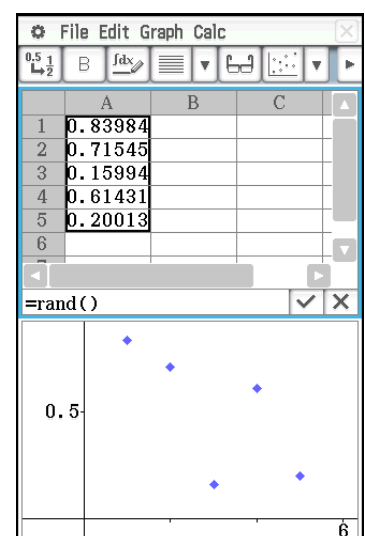 File Edit Graph Calc
0.5 1 2 B ∫dx
A B C
1 0.83984
2 0.71545
3 0.15994
4 0.61431
5 0.20013
6
=rand()
0.5
6